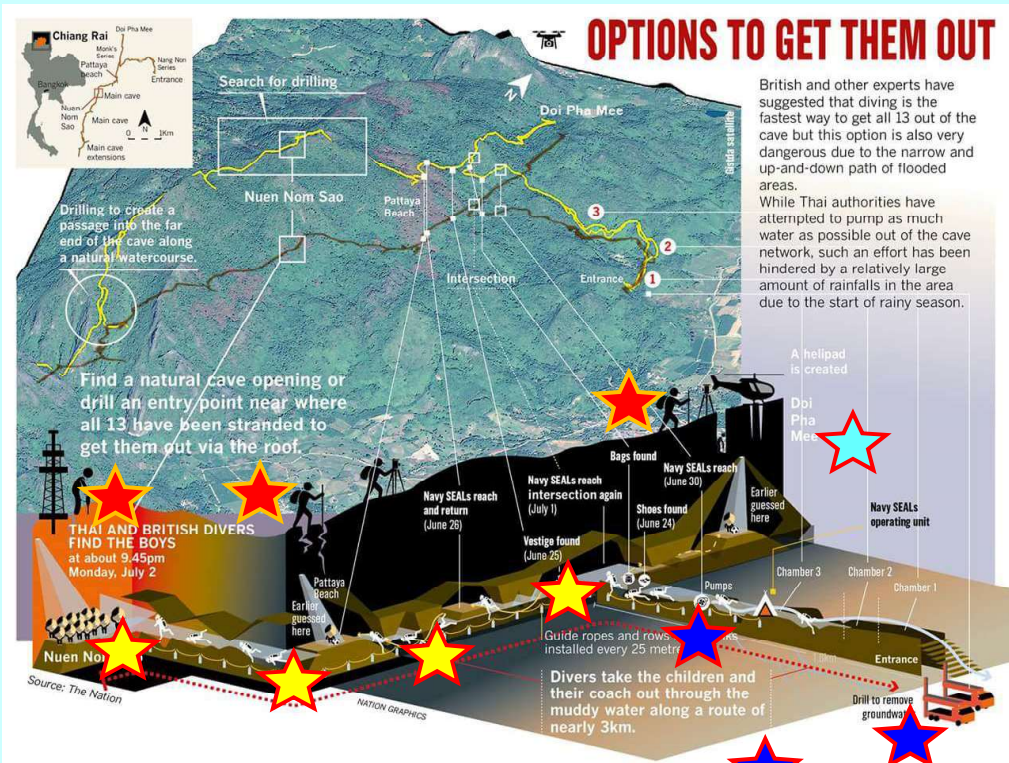 OPTIONS TO GET THEM OUT
British and other experts have
suggested that diving is the
fastest way to get all 13 out of the
cave but this option is also very
dangerous due to the narrow and
up-and-down path of flooded
areas.
While Thai authorities have
attempted to pump as much
water as possible out of the cave
network, such an effort has been
hindered by a relatively large
amount of rainfalls in the area
due to the start of rainy season.
Chiang Rai
Doi Pha Mee
Monk's
Series
Pattaya
beach
Nang Non
Series
Entrance
Bangkok
Main cave
Nuen
Nom
Sao
Main cave
0 N 1Km
Main cave
extensions
Search for drilling
N
Doi Pha Mee
Gistda satellite
Nuen Nom Sao
Pattaya
Beach
Drilling to create a
passage into the far
end of the cave along
a natural watercourse.
3
2
1
Intersection
Entrance
Find a natural cave opening or
drill an entry point near where
all 13 have been stranded to
get them out via the roof.
A helipad
is created
Doi
Pha
Mee
THAI AND BRITISH DIVERS
FIND THE BOYS
at about 9.45pm
Monday, July 2
Pattaya
Beach
Earlier
guessed
here
Navy SEALs reach
and return
(June 26)
Navy SEALs reach
intersection again
(July 1)
Vestige found
(June 25)
Bags found
Shoes found
(June 24)
Navy SEALs reach
(June 30)
Earlier
guessed
here
Navy SEALs
operating unit
Pumps
Chamber 3
Chamber 2
Chamber 1
Entrance
Nuen
Guide ropes and rows
installed every 25
Divers take the children and
their coach out through the
muddy water along a route of
nearly 3km.
Drill to remove
Source: The Nation
NATION GRAPHICS